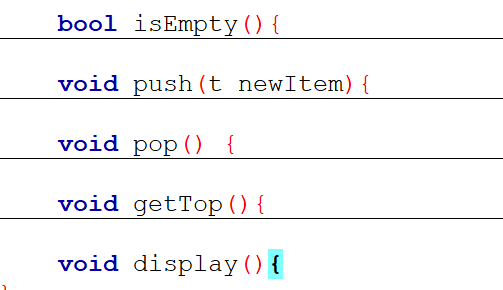 bool isEmpty(){
void push(t newItem){
void pop() {
void getTop(){
void display(){